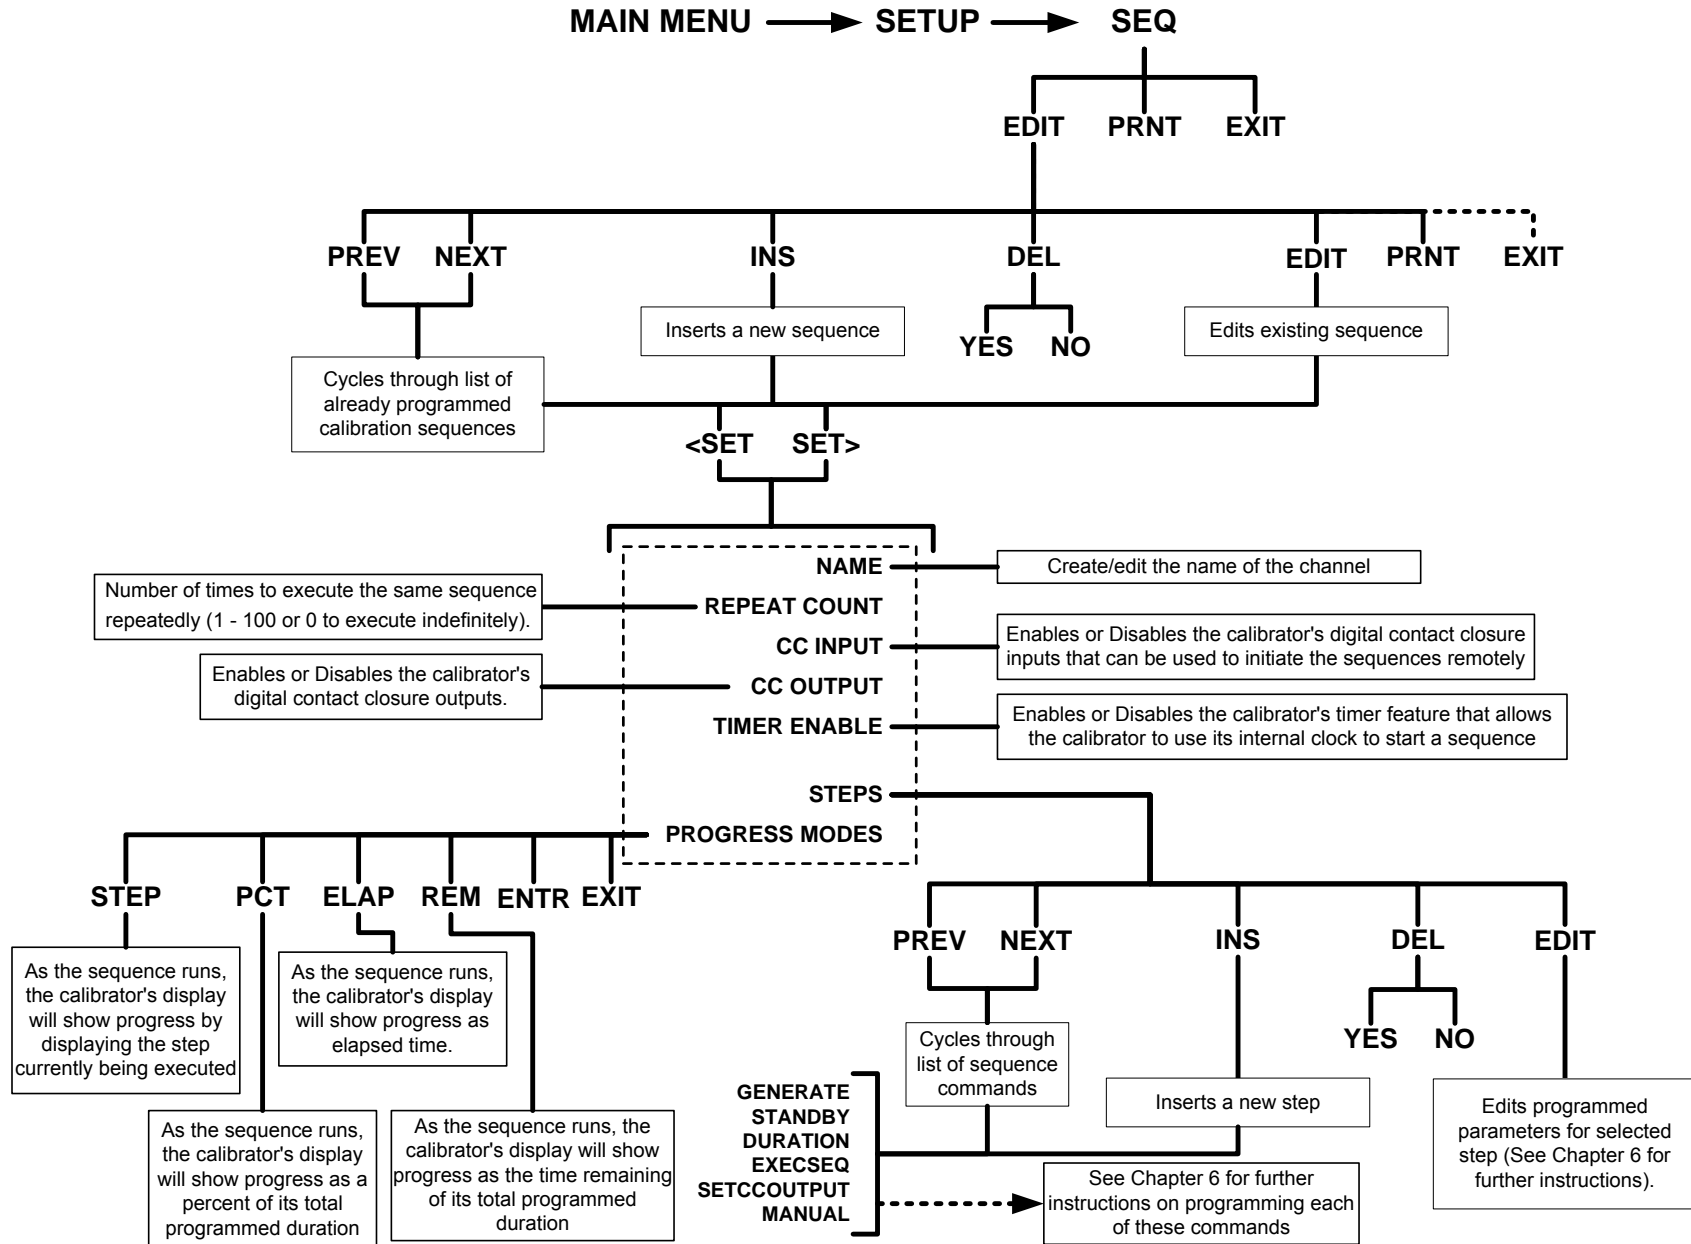 MAIN MENU SETUP SEQ
EDIT PRNT EXIT
PREV NEXT INS DEL EDIT PRNT EXIT
Inserts a new sequence
YES NO
Edits existing sequence
Cycles through list of
already programmed
calibration sequences
<SET SET>
NAME
Create/edit the name of the channel
Number of times to execute the same sequence
repeatedly (1 - 100 or 0 to execute indefinitely).
REPEAT COUNT
CC INPUT
Enables or Disables the calibrator's digital contact closure
inputs that can be used to initiate the sequences remotely
Enables or Disables the calibrator's
digital contact closure outputs.
CC OUTPUT
TIMER ENABLE
Enables or Disables the calibrator's timer feature that allows
the calibrator to use its internal clock to start a sequence
STEPS
PROGRESS MODES
STEP PCT ELAP REM ENTR EXIT
As the sequence runs,
the calibrator's display
will show progress by
displaying the step
currently being executed
As the sequence runs,
the calibrator's display
will show progress as a
percent of its total
programmed duration
As the sequence runs,
the calibrator's display
will show progress as
elapsed time.
As the sequence runs, the
calibrator's display will show
progress as the time remaining
of its total programmed
duration
PREV NEXT INS DEL EDIT
YES NO
Cycles through
list of sequence
commands
Inserts a new step
Edits programmed
parameters for selected
step (See Chapter 6 for
further instructions).
GENERATE
STANDBY
DURATION
EXECSEQ
SETCCOUTPUT
MANUAL
See Chapter 6 for further
instructions on programming each
of these commands